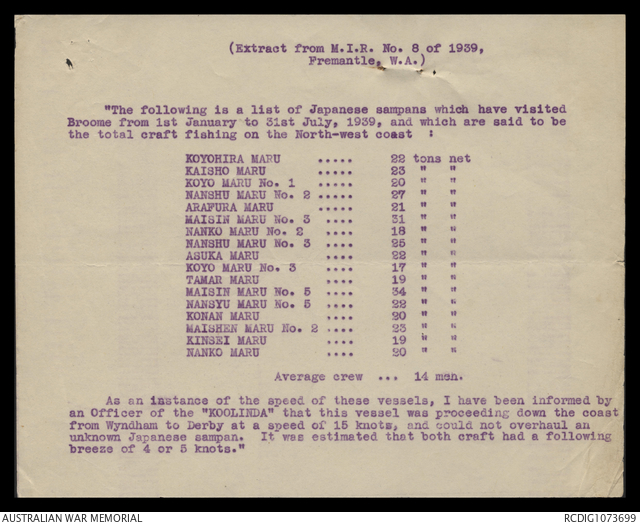 (Extract from M.I.R. No. 8 of 1939,
Fremantle, W.A.)
"The following is a list of Japanese sampans which have visited
Broome from 1st January to 31st July, 1939, and which are said to be
the total craft fishing on the North-west coast :
KOYOHIRA MARU ..... 22 tons net
KAISHO MARU ..... 23 " "
KOYO MARU No. 1 ..... 20 " "
NANSHU MARU No. 2 ..... 27 " "
ARAFURA MARU .... 21 " "
MAISIN MARU No. 3 .... 31 " "
NANKO MARU No. 2 .... 18 " "
NANSHU MARU No. 3 .... 25 " "
ASUKA MARU .... 22 " "
KOYO MARU No. 3 .... 17 " "
TAMAR MARU .... 19 " "
MAISIN MARU No. 5 .... 34 " "
NANSYU MARU No. 5 .... 22 " "
KONAN MARU .... 20 " "
MAISHEN MARU No. 2 .... 23 " "
KINSEI MARU .... 19 " "
NANKO MARU .... 20 " "
Average crew ... 14 men.
As an instance of the speed of these vessels, I have been informed by
an Officer of the "KOOLINDA" that this vessel was proceeding down the coast
from Wyndham to Derby at a speed of 15 knots, and could not overhaul an
unknown Japanese sampan. It was estimated that both craft had a following
breeze of 4 or 5 knots."
AUSTRALIAN WAR MEMORIAL RCDIG1073699